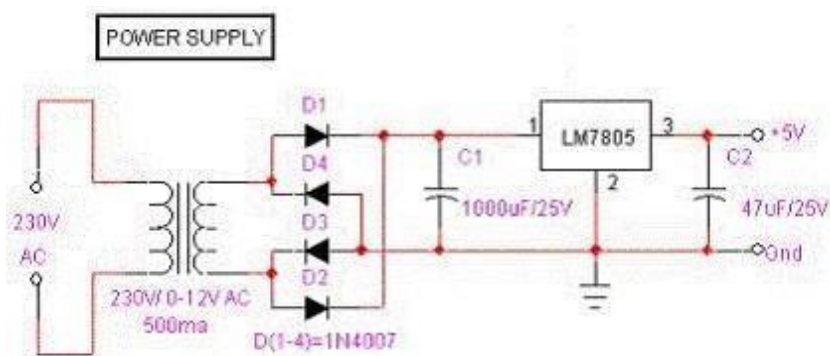 POWER SUPPLY
D1
D4
D3
D2
D(1-4)=1N4007
230V
AC
230V/ 0-12V AC
500ma
C1
1000uF/25V
1
LM7805
3
2
C2
47uF/25V
+5V
Gnd